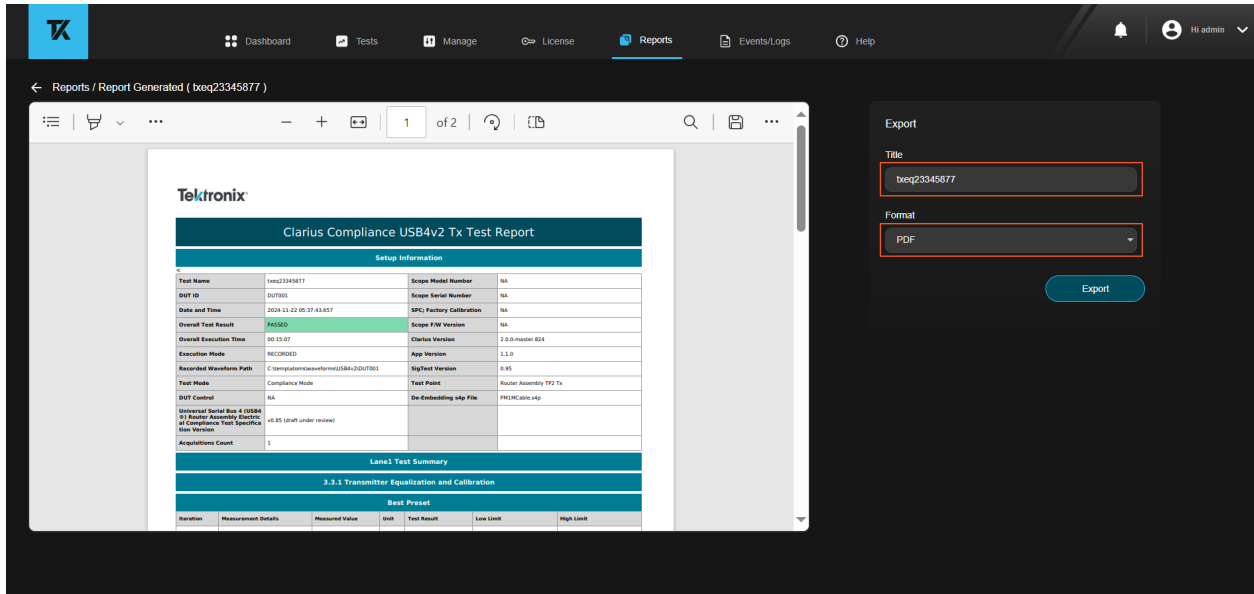 TK
Dashboard
Tests
Manage
License
Reports
Events/Logs
Help
Hi admin
Reports / Report Generated ( txeq23345877 )
1 of 2
Tektronix
Clarius Compliance USB4v2 Tx Test Report
Setup Information
<
Test Name txeq23345877 Scope Model Number NA
DUT ID DUT001 Scope Serial Number NA
Date and Time 2024-11-22 05:37:43.657 SPC; Factory Calibration NA
Overall Test Result PASSED Scope F/W Version NA
Overall Execution Time 00:15:07 Clarius Version 2.0.0-master.824
Execution Mode RECORDED App Version 1.1.0
Recorded Waveform Path C:\templatoms\waveforms\USB4v2\DUT001 SigTest Version 0.95
Test Mode Compliance Mode Test Point Router Assembly TP2 Tx
DUT Control NA De-Embedding s4p File PM1MCable.s4p
Universal Serial Bus 4 (USB4
®) Router Assembly Electric
al Compliance Test Specifica
tion Version
v0.85 (draft under review)
Acquisitions Count 1
Lane1 Test Summary
3.3.1 Transmitter Equalization and Calibration
Best Preset
Iteration Measurement Details Measured Value Unit Test Result Low Limit High Limit
Export
Title
txeq23345877
Format
PDF
Export